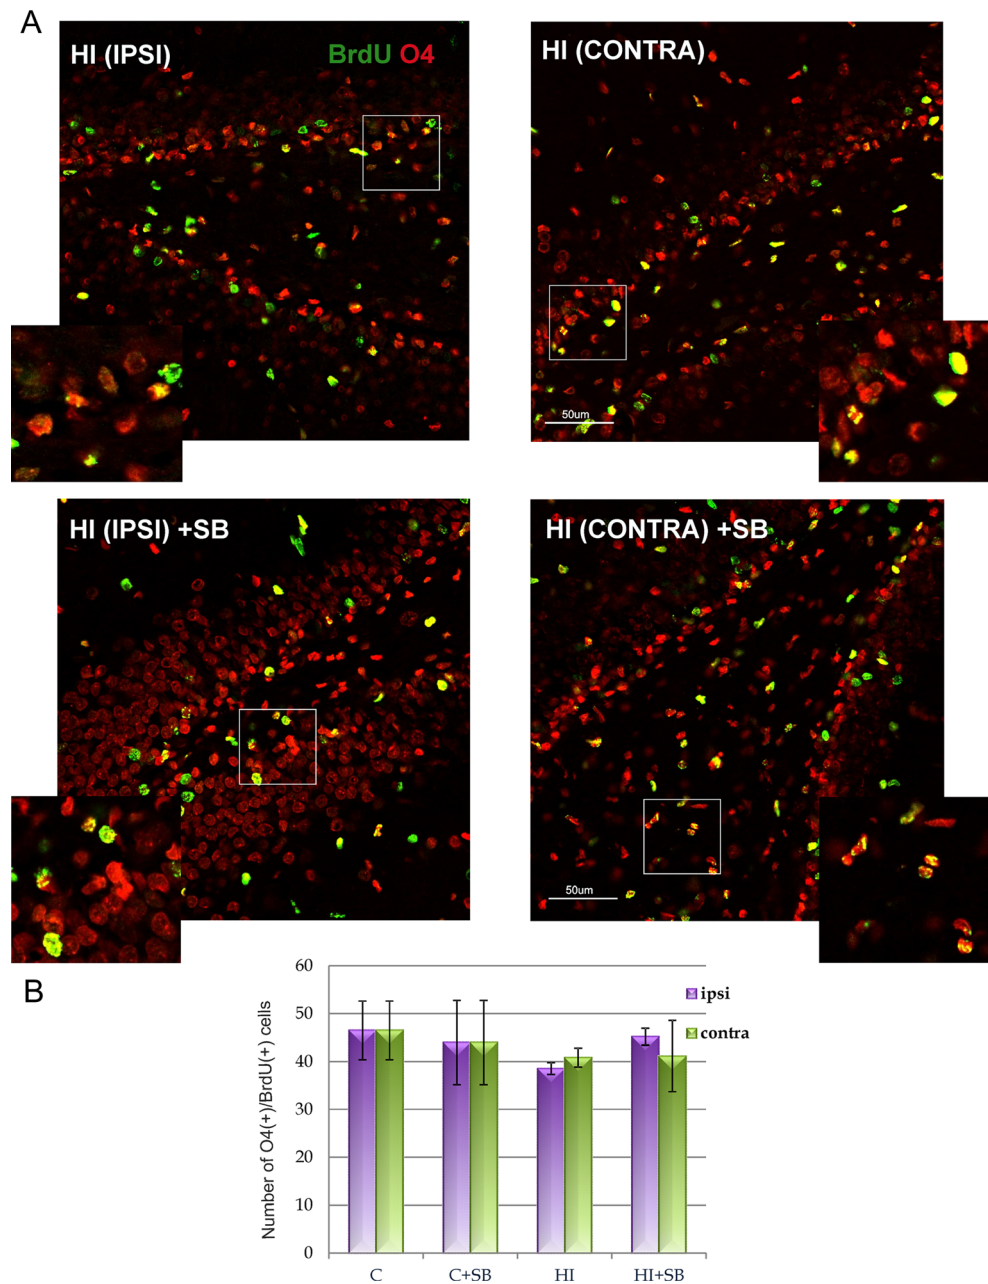 A
HI (IPSI)
BrdU O4
HI (CONTRA)
50um
HI (IPSI) +SB
HI (CONTRA) +SB
50um
B
Number of O4(+)/BrdU(+) cells
60
50
40
30
20
10
0
ipsi
contra
C
C+SB
HI
HI+SB